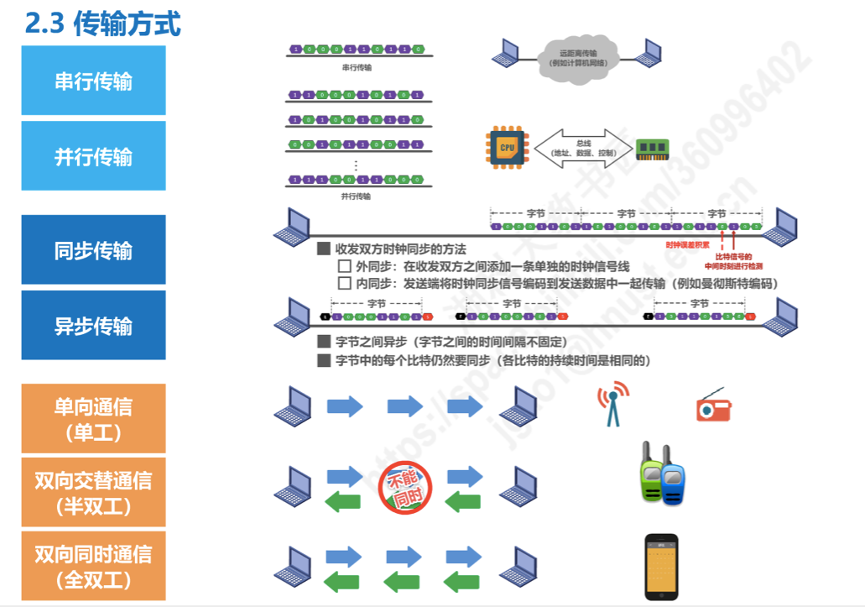 2.3 传输方式
串行传输
串行传输
远距离传输
(例如计算机网络)
并行传输
CPU
总线
(地址、数据、控制)
并行传输
同步传输
字节
字节
字节
时钟误差积累
比特信号的
中间时刻进行检测
收发双方时钟同步的方法
外同步：在收发双方之间添加一条单独的时钟信号线
内同步：发送端将时钟同步信号编码到发送数据中一起传输（例如曼彻斯特编码）
异步传输
字节
字节
字节
字节之间异步（字节之间的时间间隔不固定）
字节中的每个比特仍然要同步（各比特的持续时间是相同的）
单向通信
（单工）
双向交替通信
（半双工）
不能
同时
双向同时通信
（全双工）